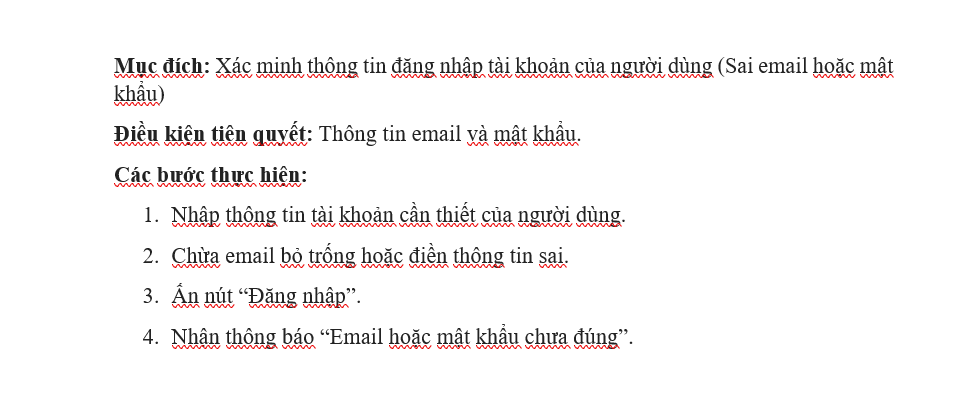 Mục đích: Xác minh thông tin đăng nhập tài khoản của người dùng (Sai email hoặc mật
khẩu)
Điều kiện tiên quyết: Thông tin email và mật khẩu.
Các bước thực hiện:
1. Nhập thông tin tài khoản cần thiết của người dùng.
2. Chừa email bỏ trống hoặc điền thông tin sai.
3. Ấn nút “Đăng nhập”.
4. Nhận thông báo “Email hoặc mật khẩu chưa đúng”.